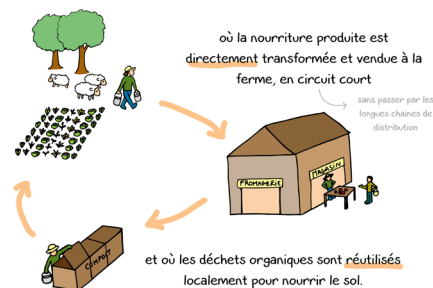 où la nourriture produite est
directement transformée et vendue à la
ferme, en circuit court
sans passer par les
longues chaines de
distribution
FROMAGERIE
MAGASIN
COMPOST
et où les déchets organiques sont réutilisés
localement pour nourrir le sol.